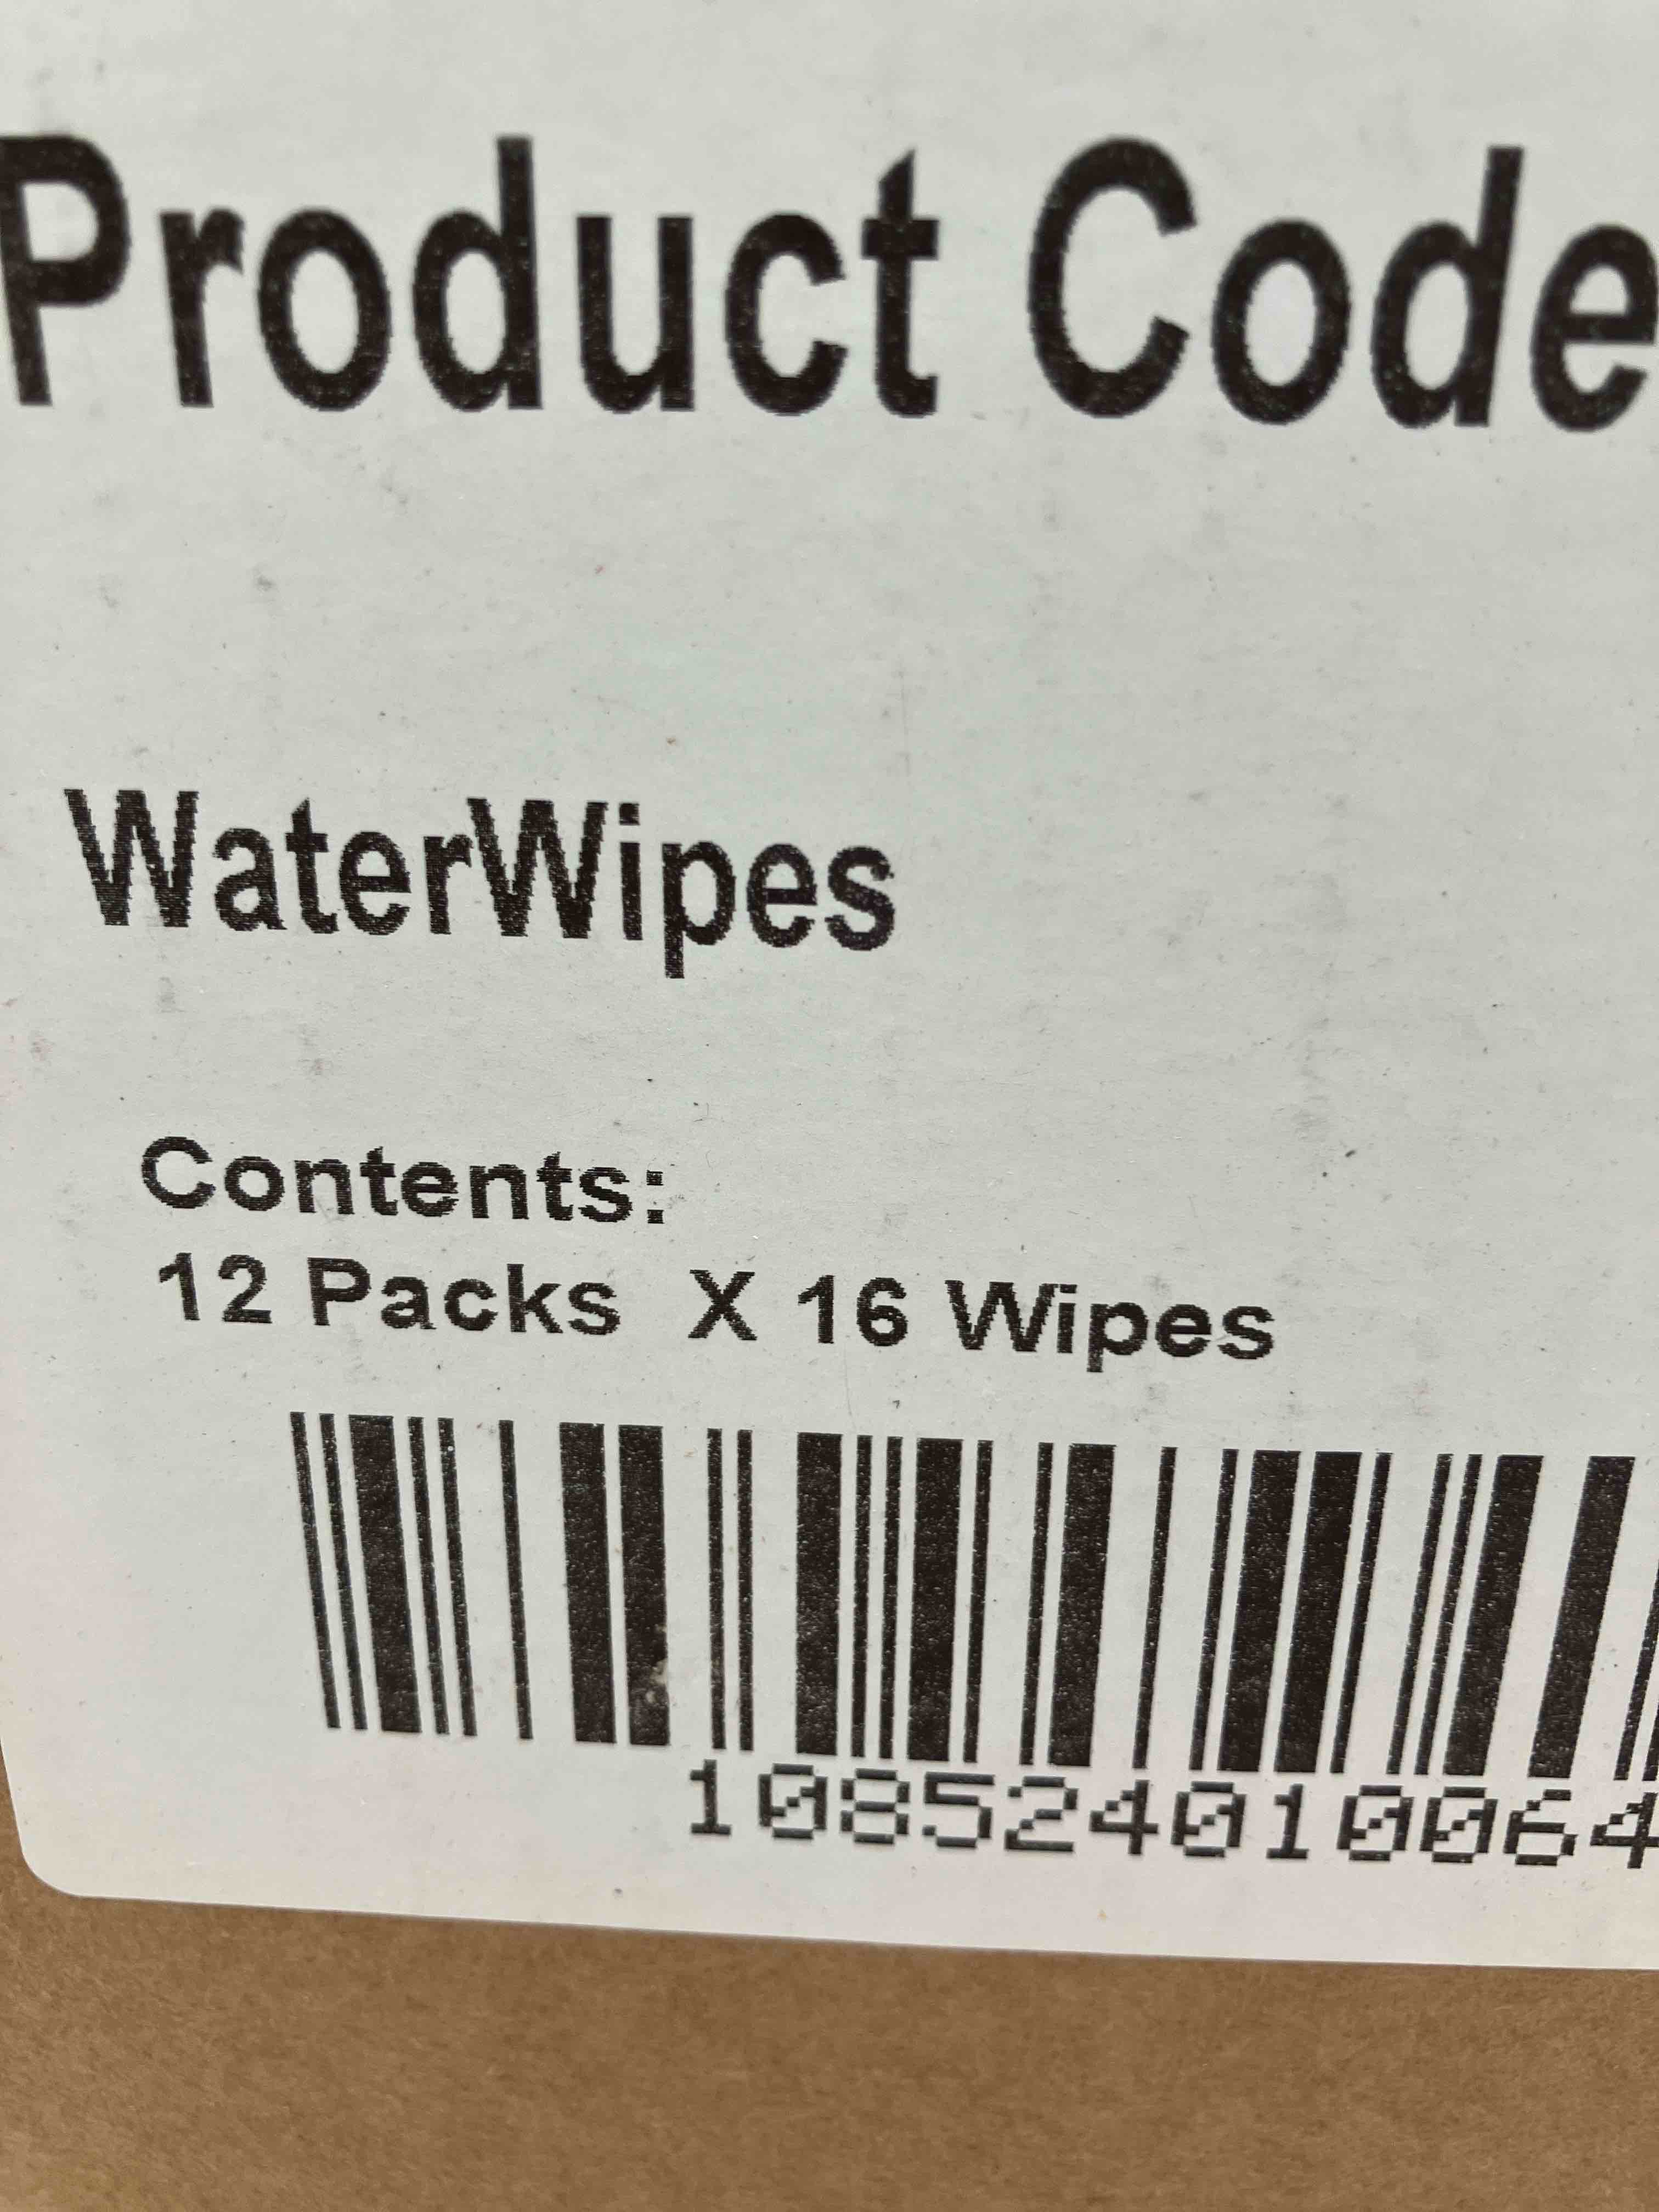 Product Code
WaterWipes
Contents:
12 Packs X 16 Wipes
108524010064